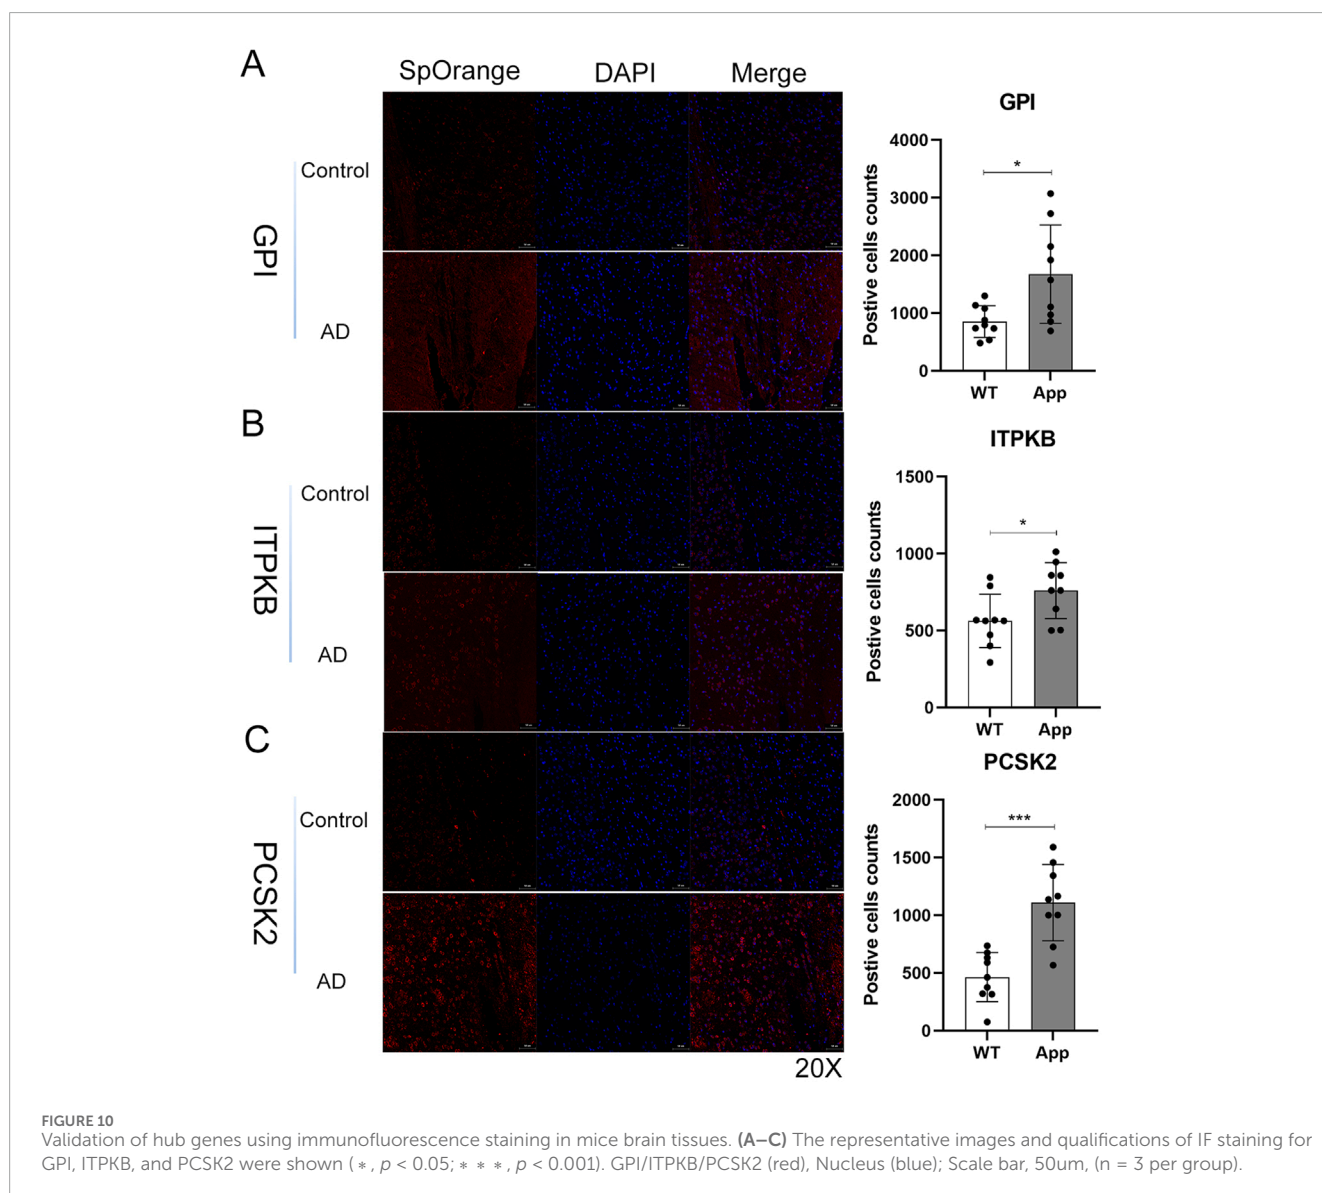 A
SpOrange
DAPI
Merge
GPI
Control
AD
GPI
Postive cells counts
4000
3000
2000
1000
0
*
WT
App
B
ITPKB
Control
AD
ITPKB
Postive cells counts
1500
1000
500
0
*
WT
App
C
PCSK2
Control
AD
PCSK2
Postive cells counts
2000
1500
1000
500
0
***
WT
App
20X
FIGURE 10
Validation of hub genes using immunofluorescence staining in mice brain tissues. (A–C) The representative images and qualifications of IF staining for
GPI, ITPKB, and PCSK2 were shown (∗, p < 0.05; ∗ ∗ ∗, p < 0.001). GPI/ITPKB/PCSK2 (red), Nucleus (blue); Scale bar, 50um, (n = 3 per group).